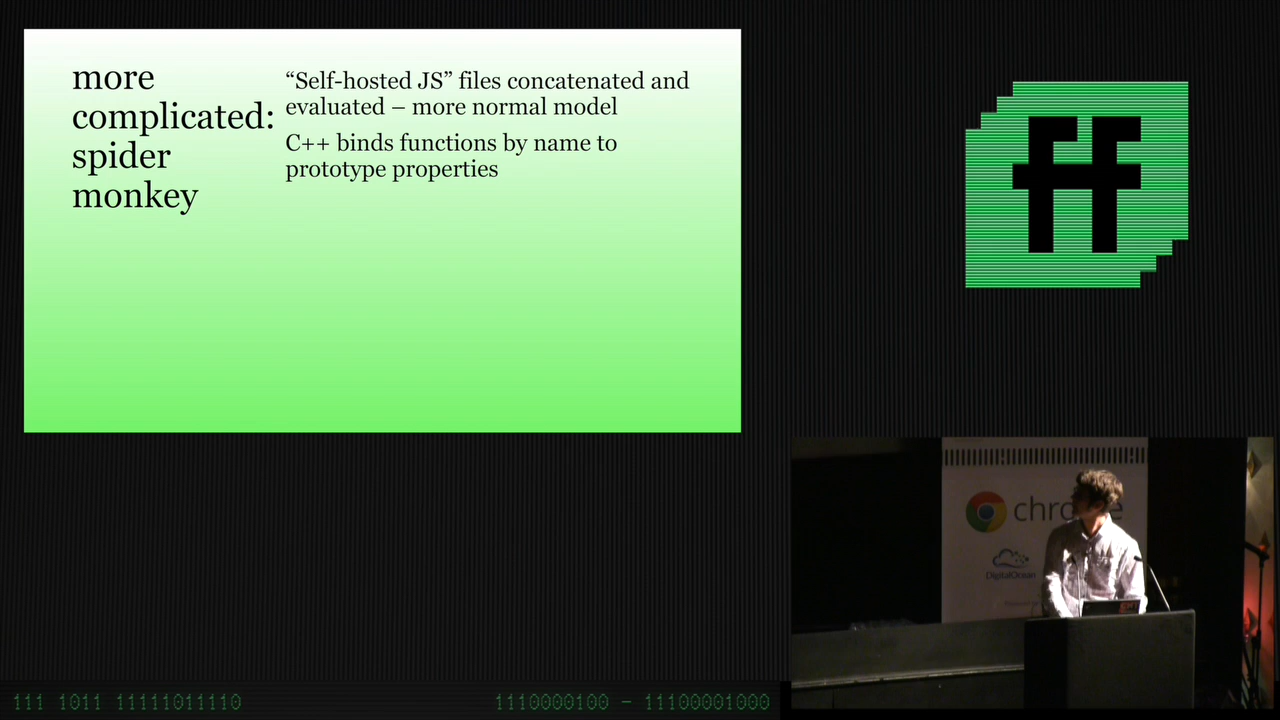 more
complicated:
spider
monkey
“Self-hosted JS” files concatenated and
evaluated – more normal model
C++ binds functions by name to
prototype properties
ff
chrome
DigitalOcean
111 1011 11111011110
1110000100 – 11100001000